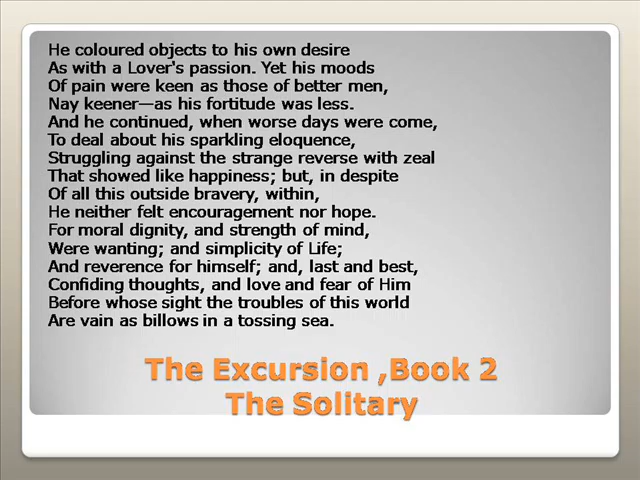 He coloured objects to his own desire
As with a Lover's passion. Yet his moods
Of pain were keen as those of better men,
Nay keener—as his fortitude was less.
And he continued, when worse days were come,
To deal about his sparkling eloquence,
Struggling against the strange reverse with zeal
That showed like happiness; but, in despite
Of all this outside bravery, within,
He neither felt encouragement nor hope.
For moral dignity, and strength of mind,
Were wanting; and simplicity of Life;
And reverence for himself; and, last and best,
Confiding thoughts, and love and fear of Him
Before whose sight the troubles of this world
Are vain as billows in a tossing sea.
The Excursion ,Book 2
The Solitary